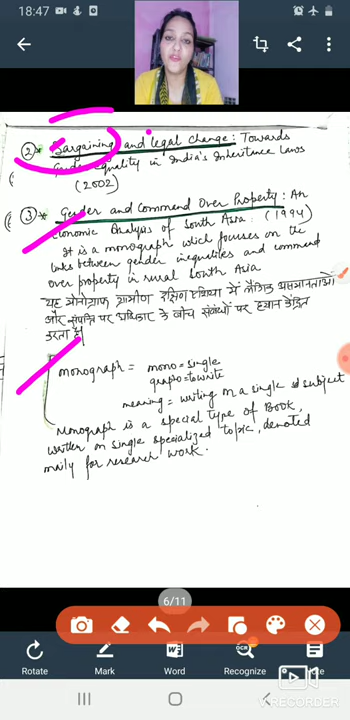 18:47
② * Bargaining and legal Change: Towards
Gender equality in India's Inheritance Laws
(2002)
③ * Gender and Command Over Property: An
Economic Analysis of South Asia: (1994)
It is a monograph which focuses on the
links between gender inequalities and command
over property in rural South Asia
यह मोनोग्राफ ग्रामीण दक्षिण एशिया में लैंगिक असमानताओं
और संपत्ति पर अधिकार के बीच संबंधों पर ध्यान केंद्रित
करता है।
monograph = mono = single
grapho = to write
meaning = writing on a single subject
Monograph is a special type of Book,
written on single specialized topic, denoted
maily for research work.
6/11
Rotate
Mark
W
Word
OCR
Recognize
V RECORDER